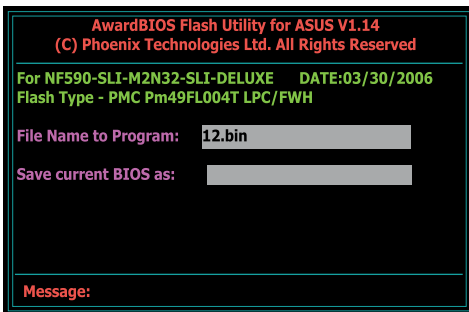 AwardBIOS Flash Utility for ASUS V1.14
(C) Phoenix Technologies Ltd. All Rights Reserved
For NF590-SLI-M2N32-SLI-DELUXE DATE:03/30/2006
Flash Type - PMC Pm49FL004T LPC/FWH
File Name to Program: 12.bin
Save current BIOS as:
Message: